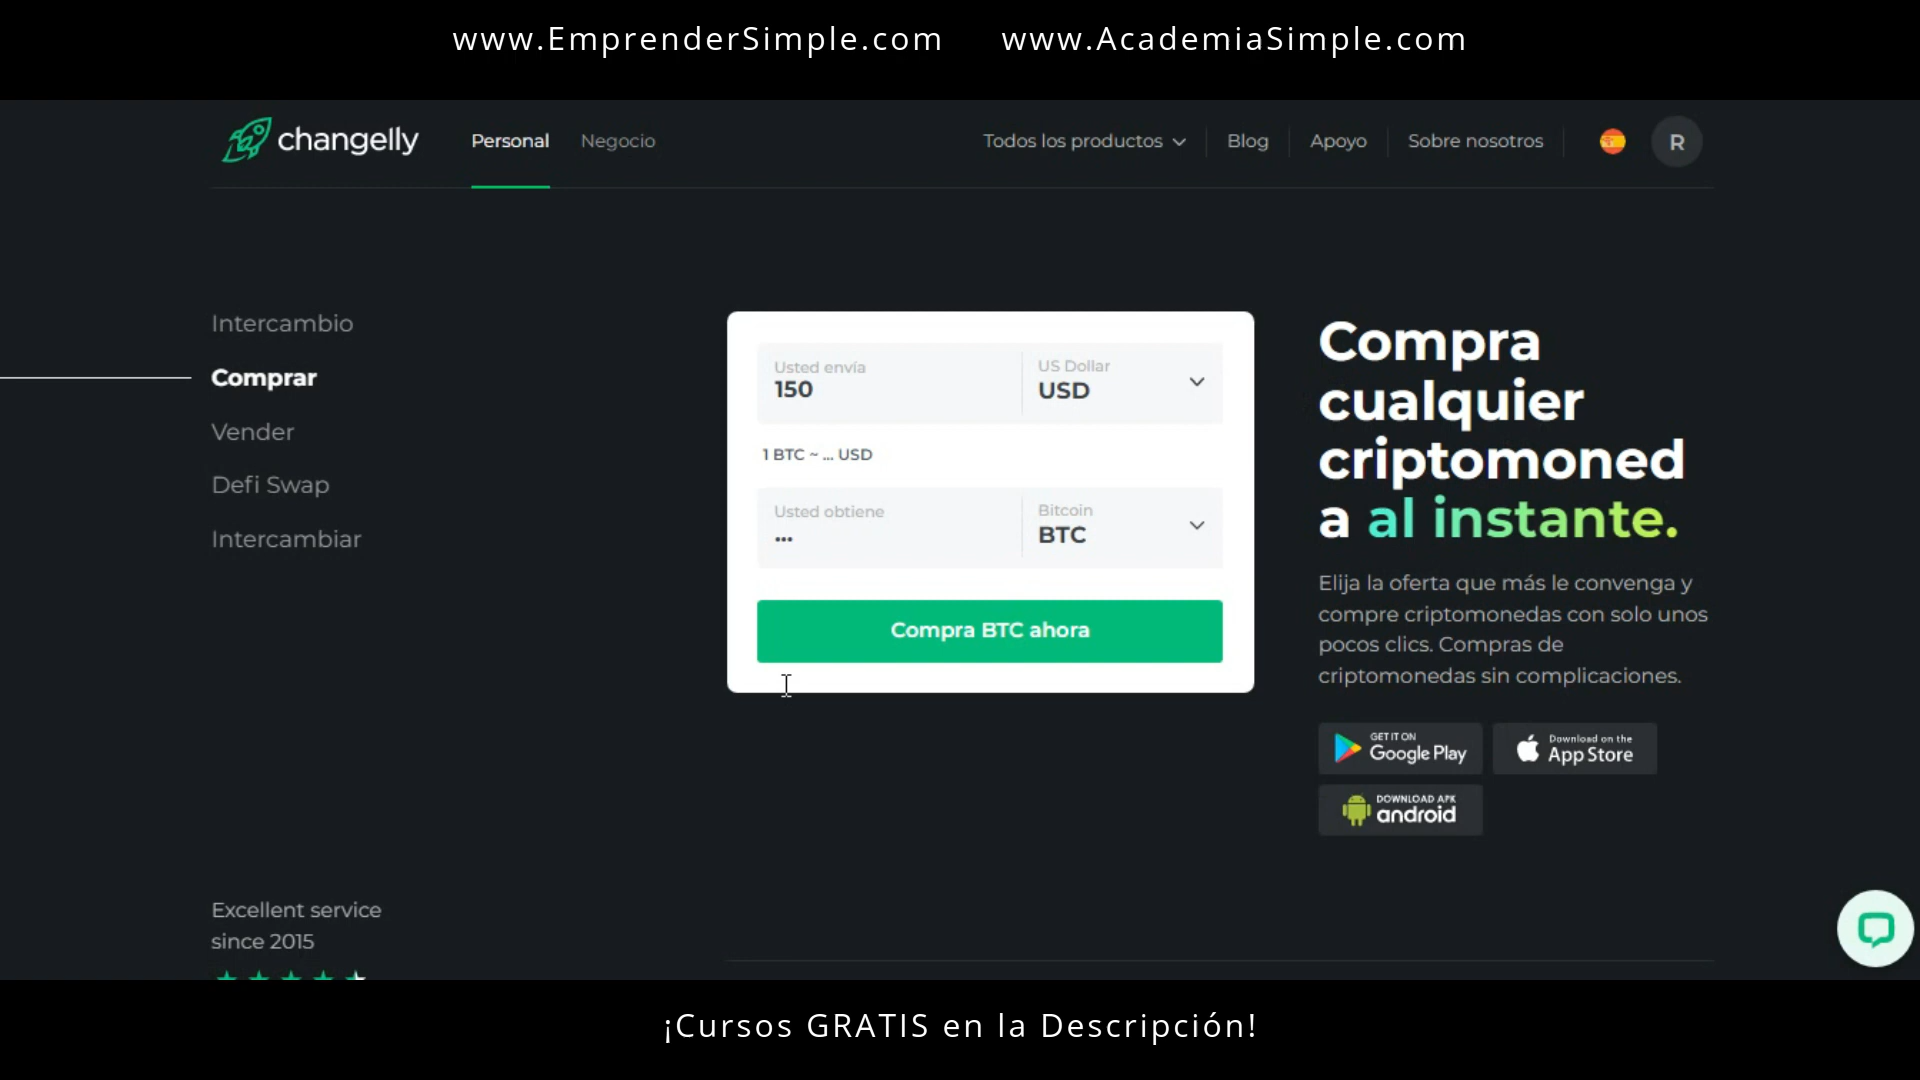 www.EmprenderSimple.com www.AcademiaSimple.com
changelly Personal Negocio Todos los productos Blog Apoyo Sobre nosotros R
Intercambio
Comprar
Vender
Defi Swap
Intercambiar
Usted envía US Dollar
150 USD
1 BTC ~ ... USD
Usted obtiene Bitcoin
... BTC
Compra BTC ahora
Compra
cualquier
criptomoned
a al instante.
Elija la oferta que más le convenga y
compre criptomonedas con solo unos
pocos clics. Compras de
criptomonedas sin complicaciones.
GET IT ON
Google Play
Download on the
App Store
DOWNLOAD APK
android
Excellent service
since 2015
¡Cursos GRATIS en la Descripción!